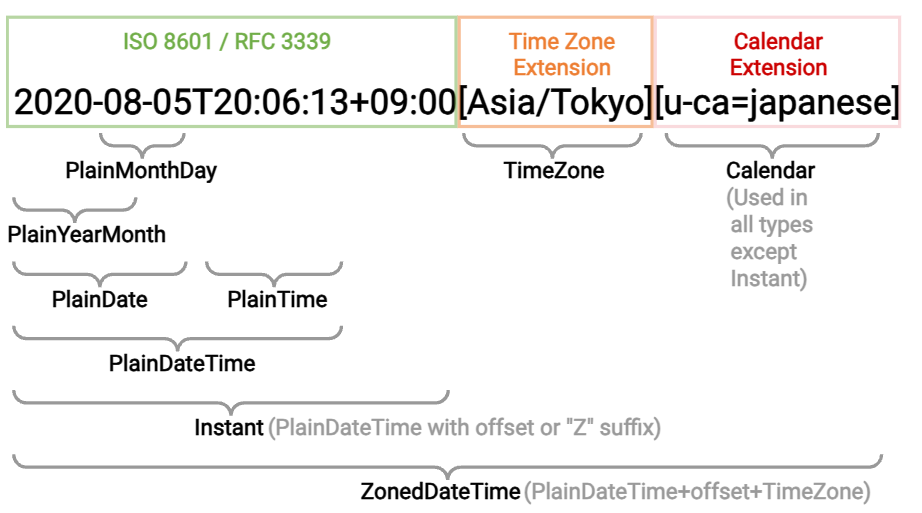 ISO 8601 / RFC 3339
Time Zone
Extension
Calendar
Extension
2020-08-05T20:06:13+09:00[Asia/Tokyo][u-ca=japanese]
PlainMonthDay
TimeZone
Calendar
(Used in
all types
except
Instant)
PlainYearMonth
PlainDate
PlainTime
PlainDateTime
Instant (PlainDateTime with offset or "Z" suffix)
ZonedDateTime (PlainDateTime+offset+TimeZone)